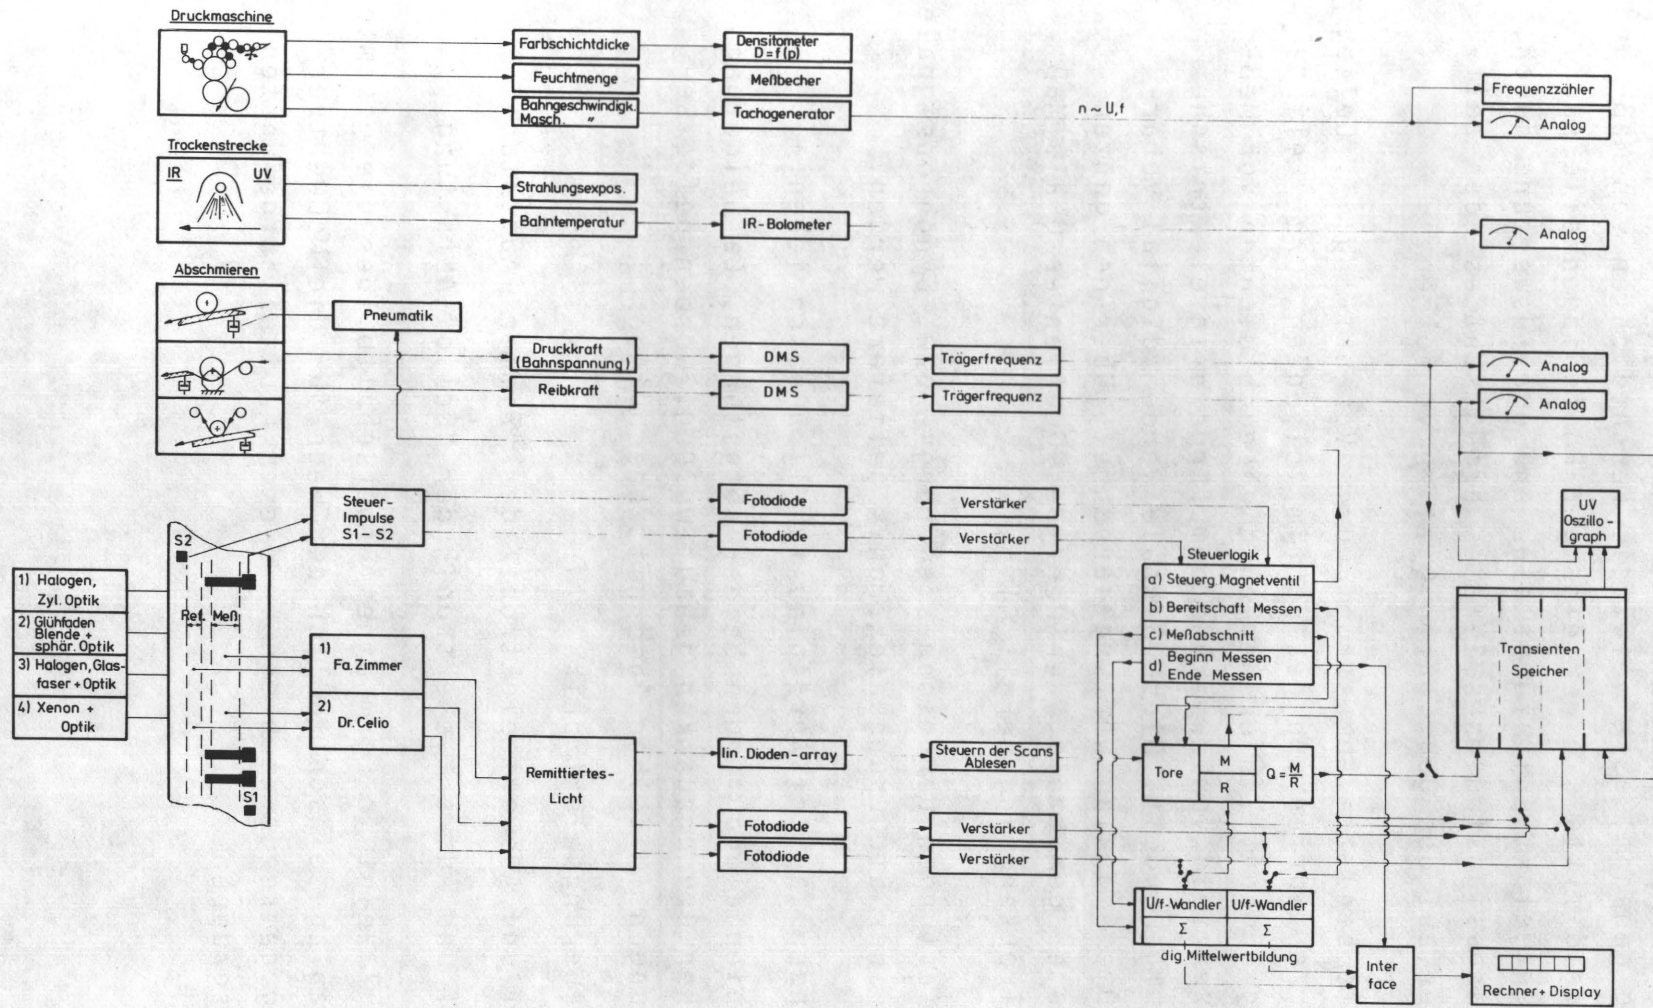 Druckmaschine
Farbschichtdicke
Densitometer
D = f(p)
Feuchtmenge
Meßbecher
Bahngeschwindigk.
Masch. "
Tachogenerator
n ~ U,f
Frequenzzähler
Analog
Trockenstrecke
IR UV
Strahlungsexpos.
Bahntemperatur
IR-Bolometer
Analog
Abschmieren
Pneumatik
Druckkraft
(Bahnspannung)
DMS
Trägerfrequenz
Analog
Reibkraft
DMS
Trägerfrequenz
Analog
Steuer-
Impulse
S1 – S2
Fotodiode
Verstärker
Fotodiode
Verstärker
UV
Oszillo-
graph
S2
Ref. Meß
S1
1) Halogen,
Zyl. Optik
2) Glühfaden
Blende +
sphär. Optik
3) Halogen, Glas-
faser + Optik
4) Xenon +
Optik
1)
Fa. Zimmer
2)
Dr. Celio
Remittiertes-
Licht
lin. Dioden-array
Steuern der Scans
Ablesen
Fotodiode
Verstärker
Fotodiode
Verstärker
Steuerlogik
a) Steuerg. Magnetventil
b) Bereitschaft Messen
c) Meßabschnitt
d) Beginn Messen
Ende Messen
Tore
M
R
Q = M/R
Transienten
Speicher
U/f-Wandler
U/f-Wandler
Σ
Σ
dig. Mittelwertbildung
Inter
face
Rechner + Display